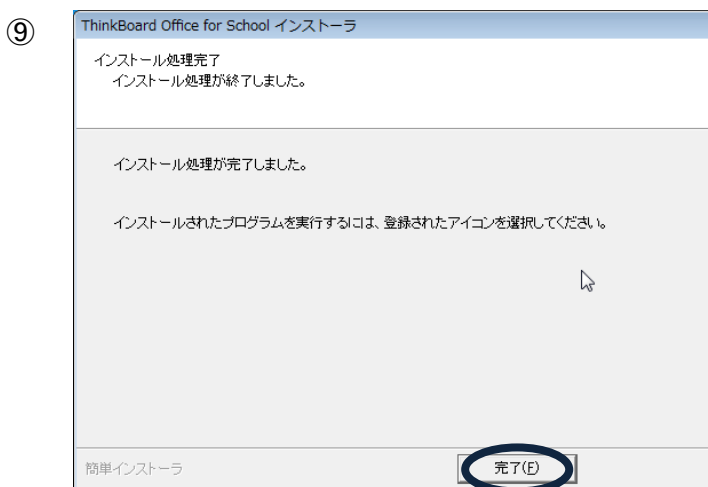 ⑨
ThinkBoard Office for School インストーラ
インストール処理完了
インストール処理が終了しました。
インストール処理が完了しました。
インストールされたプログラムを実行するには、登録されたアイコンを選択してください。
簡単インストーラ
完了(F)